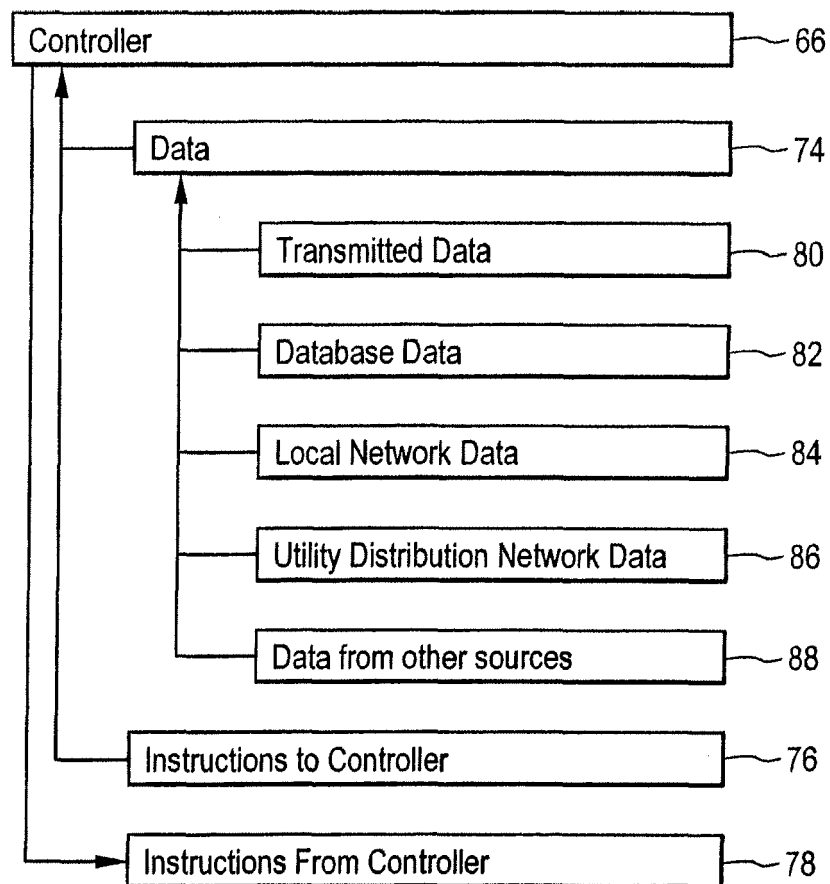 Controller 66
Data 74
Transmitted Data 80
Database Data 82
Local Network Data 84
Utility Distribution Network Data 86
Data from other sources 88
Instructions to Controller 76
Instructions From Controller 78